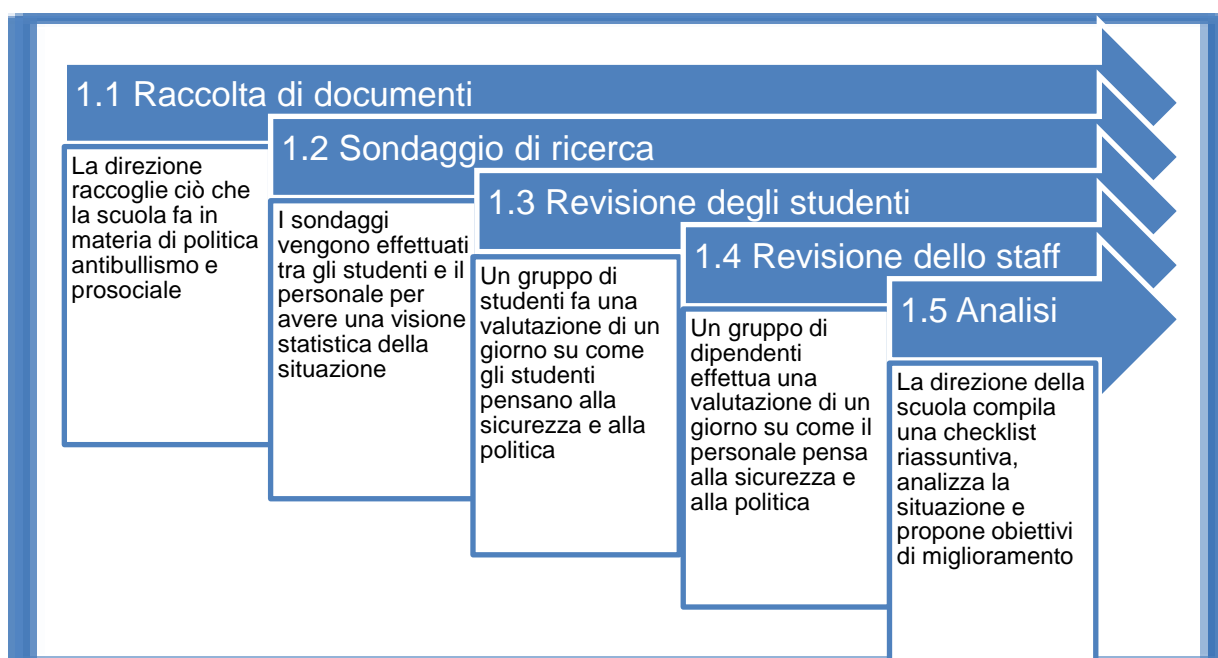 1.1 Raccolta di documenti
La direzione
raccoglie ciò che
la scuola fa in
materia di politica
antibullismo e
prosociale
1.2 Sondaggio di ricerca
I sondaggi
vengono effettuati
tra gli studenti e il
personale per
avere una visione
statistica della
situazione
1.3 Revisione degli studenti
Un gruppo di
studenti fa una
valutazione di un
giorno su come
gli studenti
pensano alla
sicurezza e alla
politica
1.4 Revisione dello staff
Un gruppo di
dipendenti
effettua una
valutazione di un
giorno su come il
personale pensa
alla sicurezza e
alla politica
1.5 Analisi
La direzione della
scuola compila
una checklist
riassuntiva,
analizza la
situazione e
propone obiettivi
di miglioramento